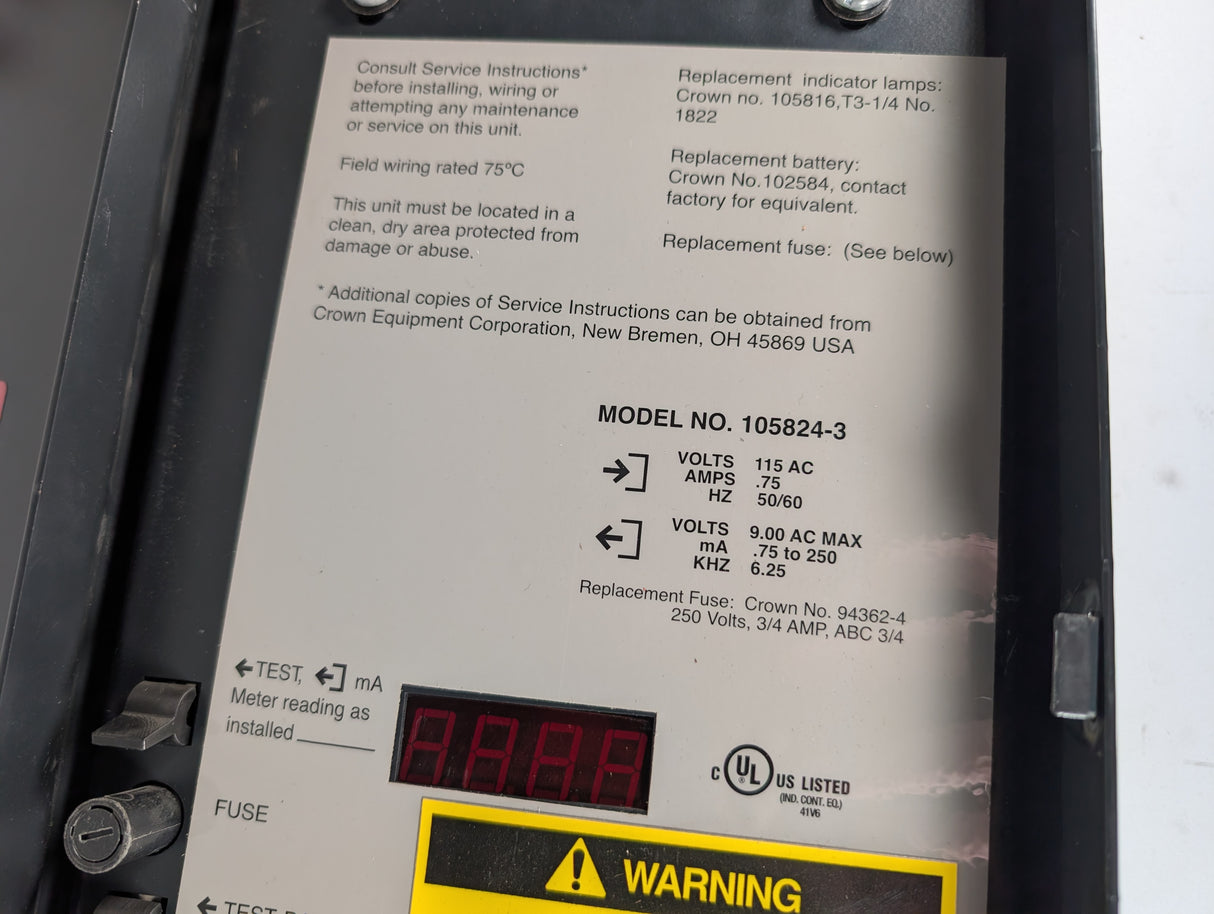 Consult Service Instructions*
before installing, wiring or
attempting any maintenance
or service on this unit.
Field wiring rated 75ºC
This unit must be located in a
clean, dry area protected from
damage or abuse.
Replacement indicator lamps:
Crown no. 105816,T3-1/4 No.
1822
Replacement battery:
Crown No.102584, contact
factory for equivalent.
Replacement fuse: (See below)
* Additional copies of Service Instructions can be obtained from
Crown Equipment Corporation, New Bremen, OH 45869 USA
MODEL NO. 105824-3
VOLTS 115 AC
AMPS .75
HZ 50/60
VOLTS 9.00 AC MAX
mA .75 to 250
KHZ 6.25
Replacement Fuse: Crown No. 94362-4
250 Volts, 3/4 AMP, ABC 3/4
TEST, mA
Meter reading as
installed
C UL ® US LISTED
(IND. CONT. EQ.)
41V6
FUSE
WARNING
TEST